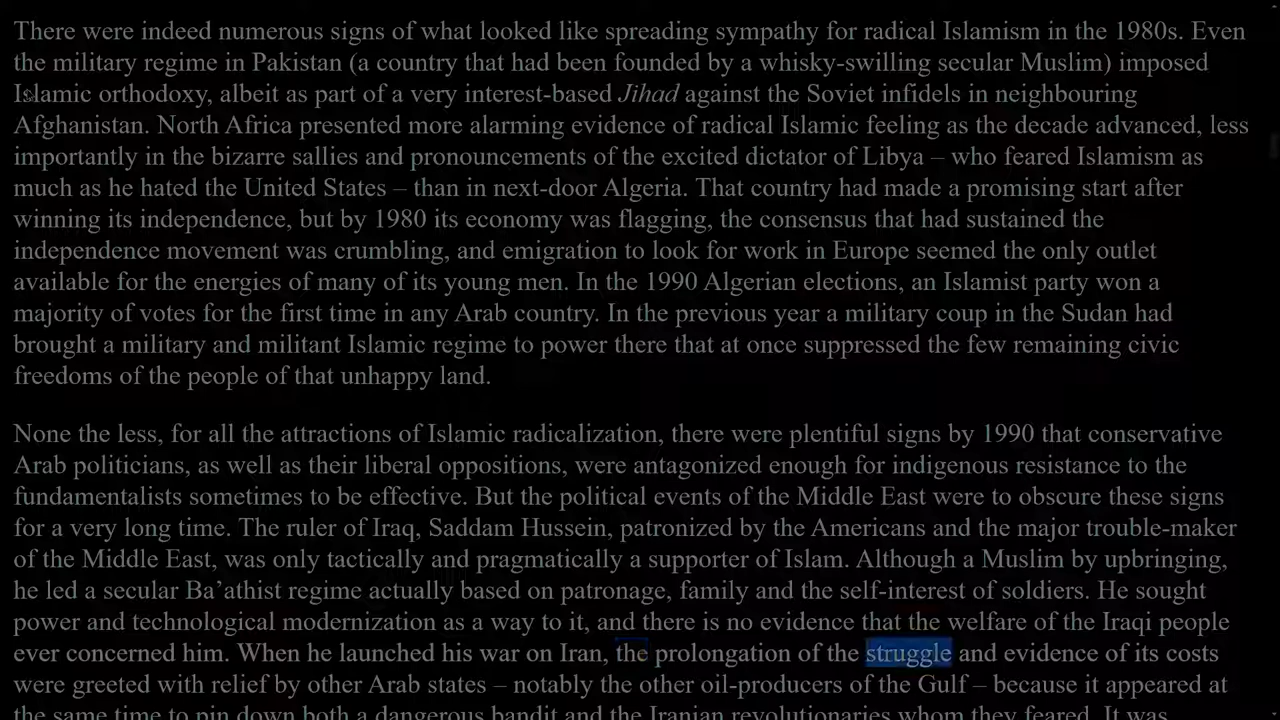 There were indeed numerous signs of what looked like spreading sympathy for radical Islamism in the 1980s. Even
the military regime in Pakistan (a country that had been founded by a whisky-swilling secular Muslim) imposed
Islamic orthodoxy, albeit as part of a very interest-based Jihad against the Soviet infidels in neighbouring
Afghanistan. North Africa presented more alarming evidence of radical Islamic feeling as the decade advanced, less
importantly in the bizarre sallies and pronouncements of the excited dictator of Libya – who feared Islamism as
much as he hated the United States – than in next-door Algeria. That country had made a promising start after
winning its independence, but by 1980 its economy was flagging, the consensus that had sustained the
independence movement was crumbling, and emigration to look for work in Europe seemed the only outlet
available for the energies of many of its young men. In the 1990 Algerian elections, an Islamist party won a
majority of votes for the first time in any Arab country. In the previous year a military coup in the Sudan had
brought a military and militant Islamic regime to power there that at once suppressed the few remaining civic
freedoms of the people of that unhappy land.
None the less, for all the attractions of Islamic radicalization, there were plentiful signs by 1990 that conservative
Arab politicians, as well as their liberal oppositions, were antagonized enough for indigenous resistance to the
fundamentalists sometimes to be effective. But the political events of the Middle East were to obscure these signs
for a very long time. The ruler of Iraq, Saddam Hussein, patronized by the Americans and the major trouble-maker
of the Middle East, was only tactically and pragmatically a supporter of Islam. Although a Muslim by upbringing,
he led a secular Ba’athist regime actually based on patronage, family and the self-interest of soldiers. He sought
power and technological modernization as a way to it, and there is no evidence that the welfare of the Iraqi people
ever concerned him. When he launched his war on Iran, the prolongation of the struggle and evidence of its costs
were greeted with relief by other Arab states – notably the other oil-producers of the Gulf – because it appeared at
the same time to pin down both a dangerous bandit and the Iranian revolutionaries whom they feared. It was